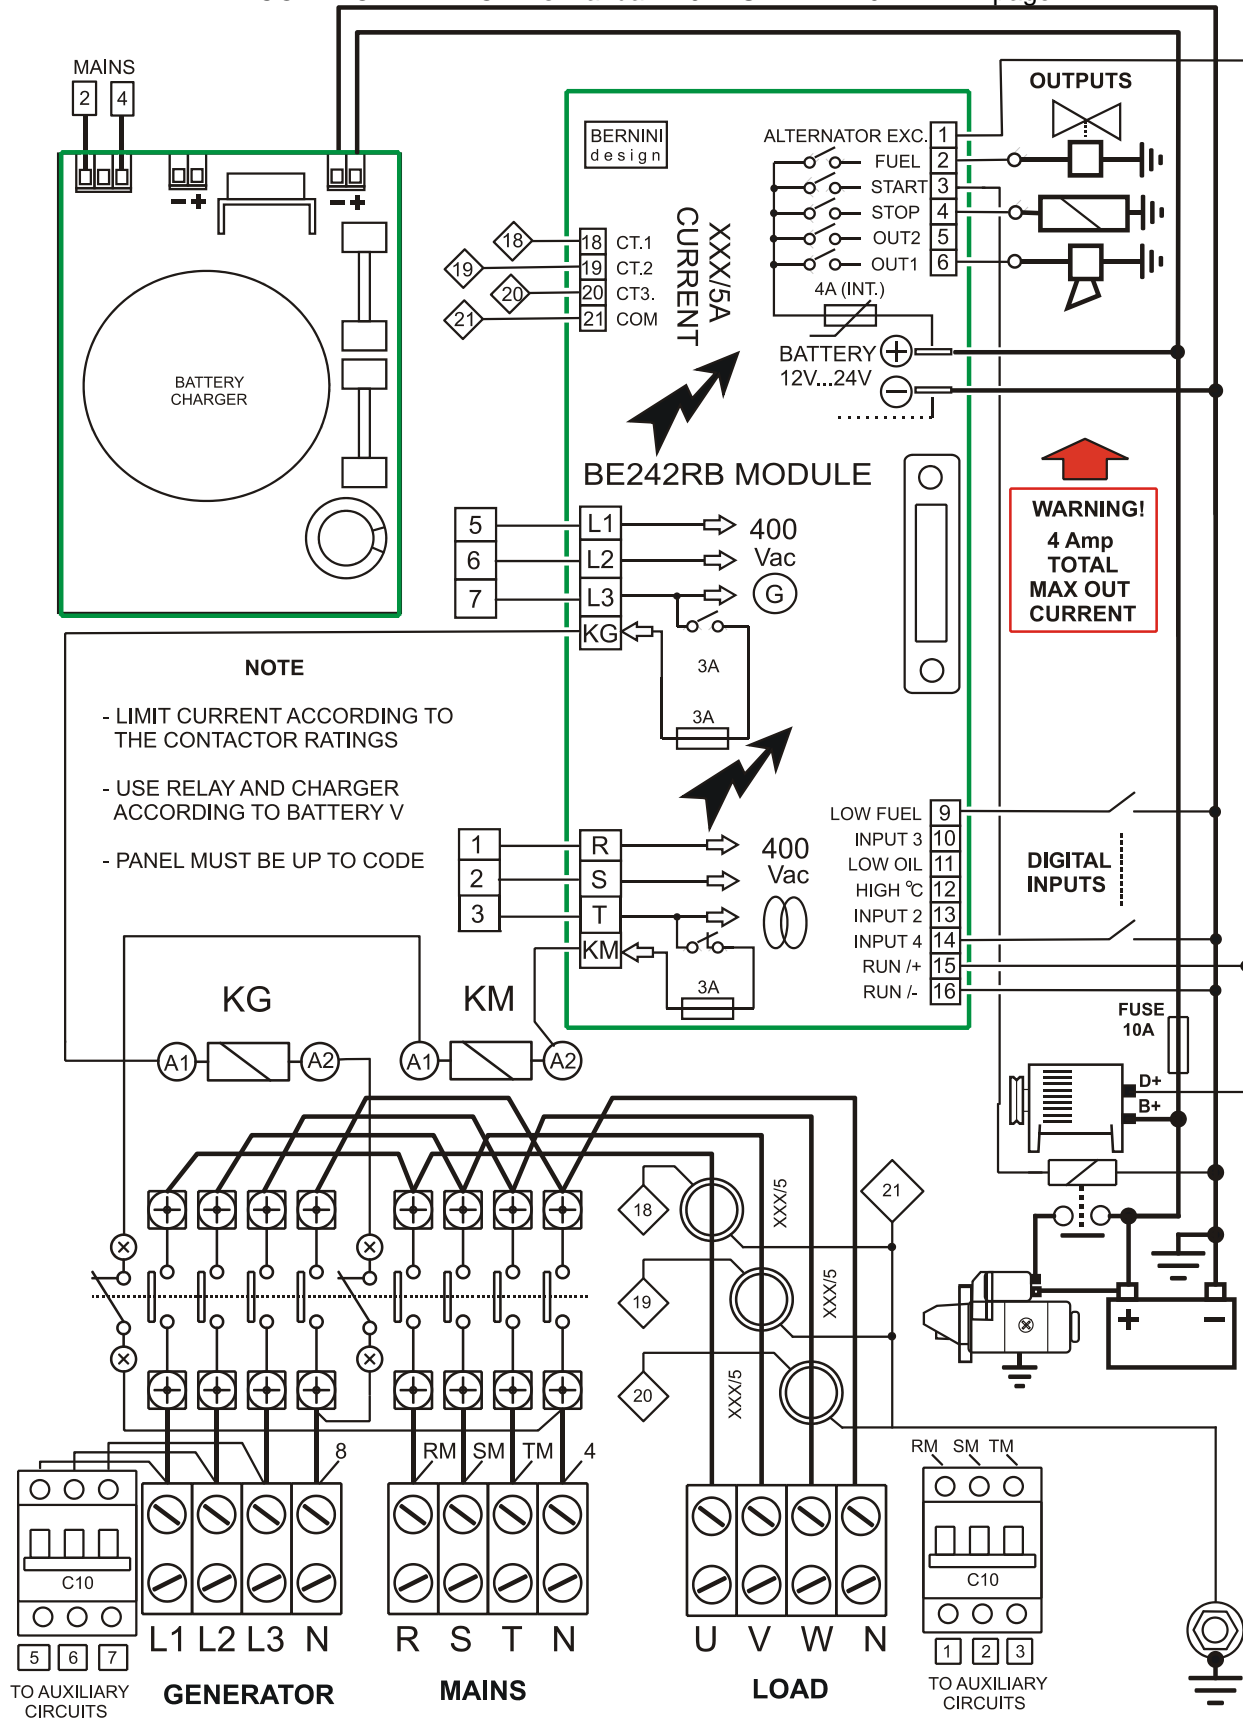 MAINS
2 4
OUTPUTS
BERNINI
design
ALTERNATOR EXC. 1
FUEL 2
START 3
STOP 4
OUT2 5
OUT1 6
4A (INT.)
BATTERY +
12V...24V −
- +
- +
BATTERY
CHARGER
18 18 CT.1
19 19 CT.2
20 20 CT3.
21 21 COM
XXX/5A
CURRENT
BE242RB MODULE
WARNING!
4 Amp
TOTAL
MAX OUT
CURRENT
5 L1
6 L2
7 L3
KG
400
Vac
G
3A
3A
NOTE
- LIMIT CURRENT ACCORDING TO
THE CONTACTOR RATINGS
- USE RELAY AND CHARGER
ACCORDING TO BATTERY V
- PANEL MUST BE UP TO CODE
1 R
2 S
3 T
KM
400
Vac
3A
LOW FUEL 9
INPUT 3 10
LOW OIL 11
HIGH °C 12
INPUT 2 13
INPUT 4 14
RUN /+ 15
RUN /- 16
DIGITAL
INPUTS
FUSE
10A
D+
B+
KG
KM
A1 A2 A1 A2
18
19
20
21
XXX/5
XXX/5
XXX/5
+ −
8
RM SM TM 4
RM SM TM
C10
C10
L1 L2 L3 N
R S T N
U V W N
5 6 7
1 2 3
TO AUXILIARY
CIRCUITS
GENERATOR
MAINS
LOAD
TO AUXILIARY
CIRCUITS